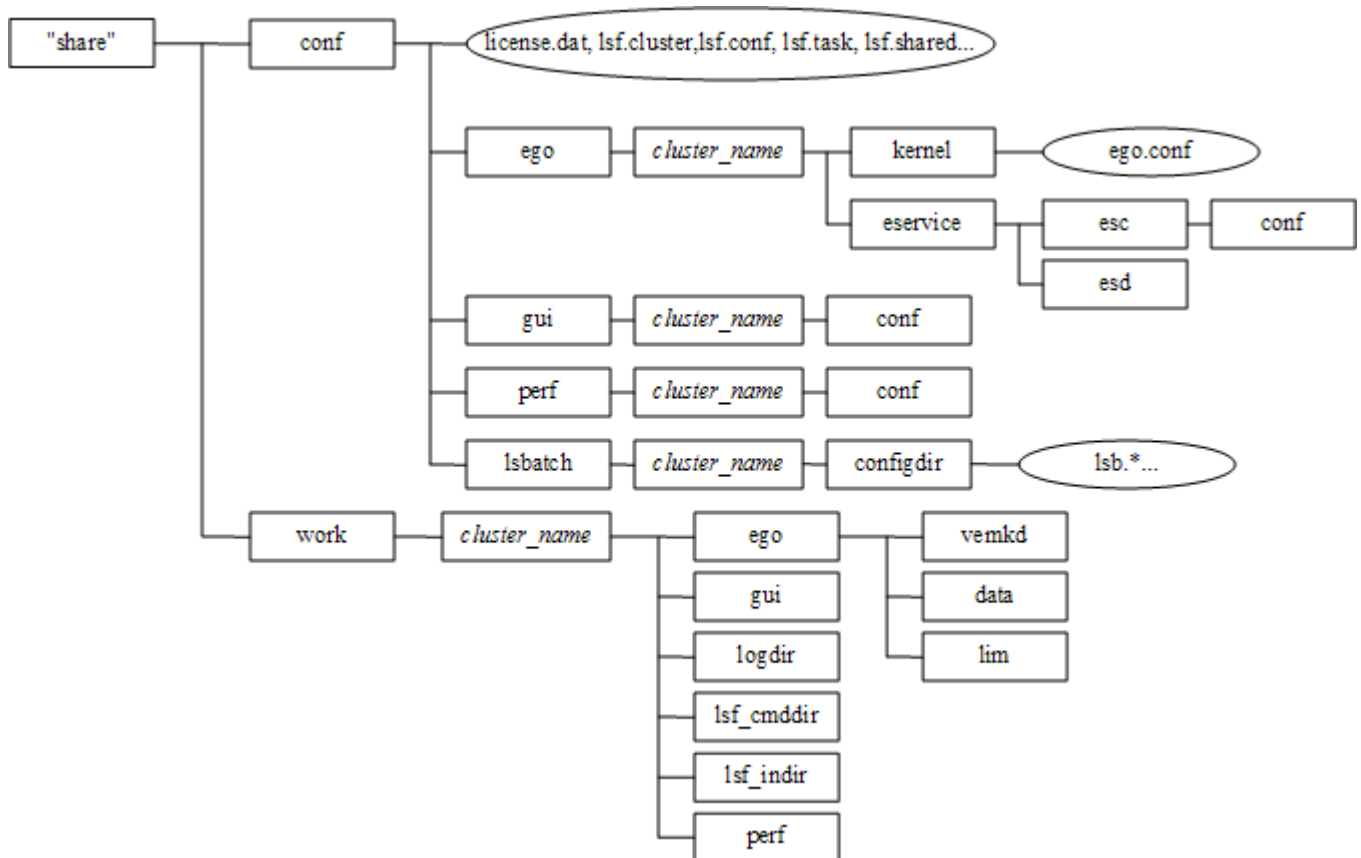 "share"
conf
license.dat, lsf.cluster,lsf.conf, lsf.task, lsf.shared...
ego
cluster_name
kernel
ego.conf
eservice
esc
conf
esd
gui
cluster_name
conf
perf
cluster_name
conf
lsbatch
cluster_name
configdir
lsb.*...
work
cluster_name
ego
vemkd
gui
data
logdir
lim
lsf_cmddir
lsf_indir
perf